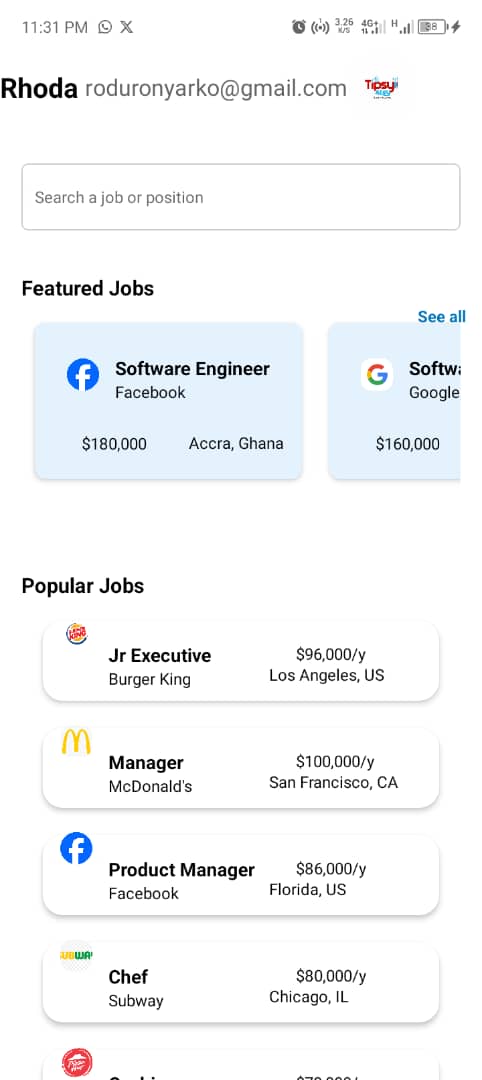 11:31 PM
3.26 K/S 4G H 38
Rhoda roduronyarko@gmail.com Tipsy
Search a job or position
Featured Jobs
See all
Software Engineer
Facebook
$180,000 Accra, Ghana
Softwa
Google
$160,000
Popular Jobs
Jr Executive $96,000/y
Burger King Los Angeles, US
Manager $100,000/y
McDonald's San Francisco, CA
Product Manager $86,000/y
Facebook Florida, US
SUBWAY
Chef $80,000/y
Subway Chicago, IL